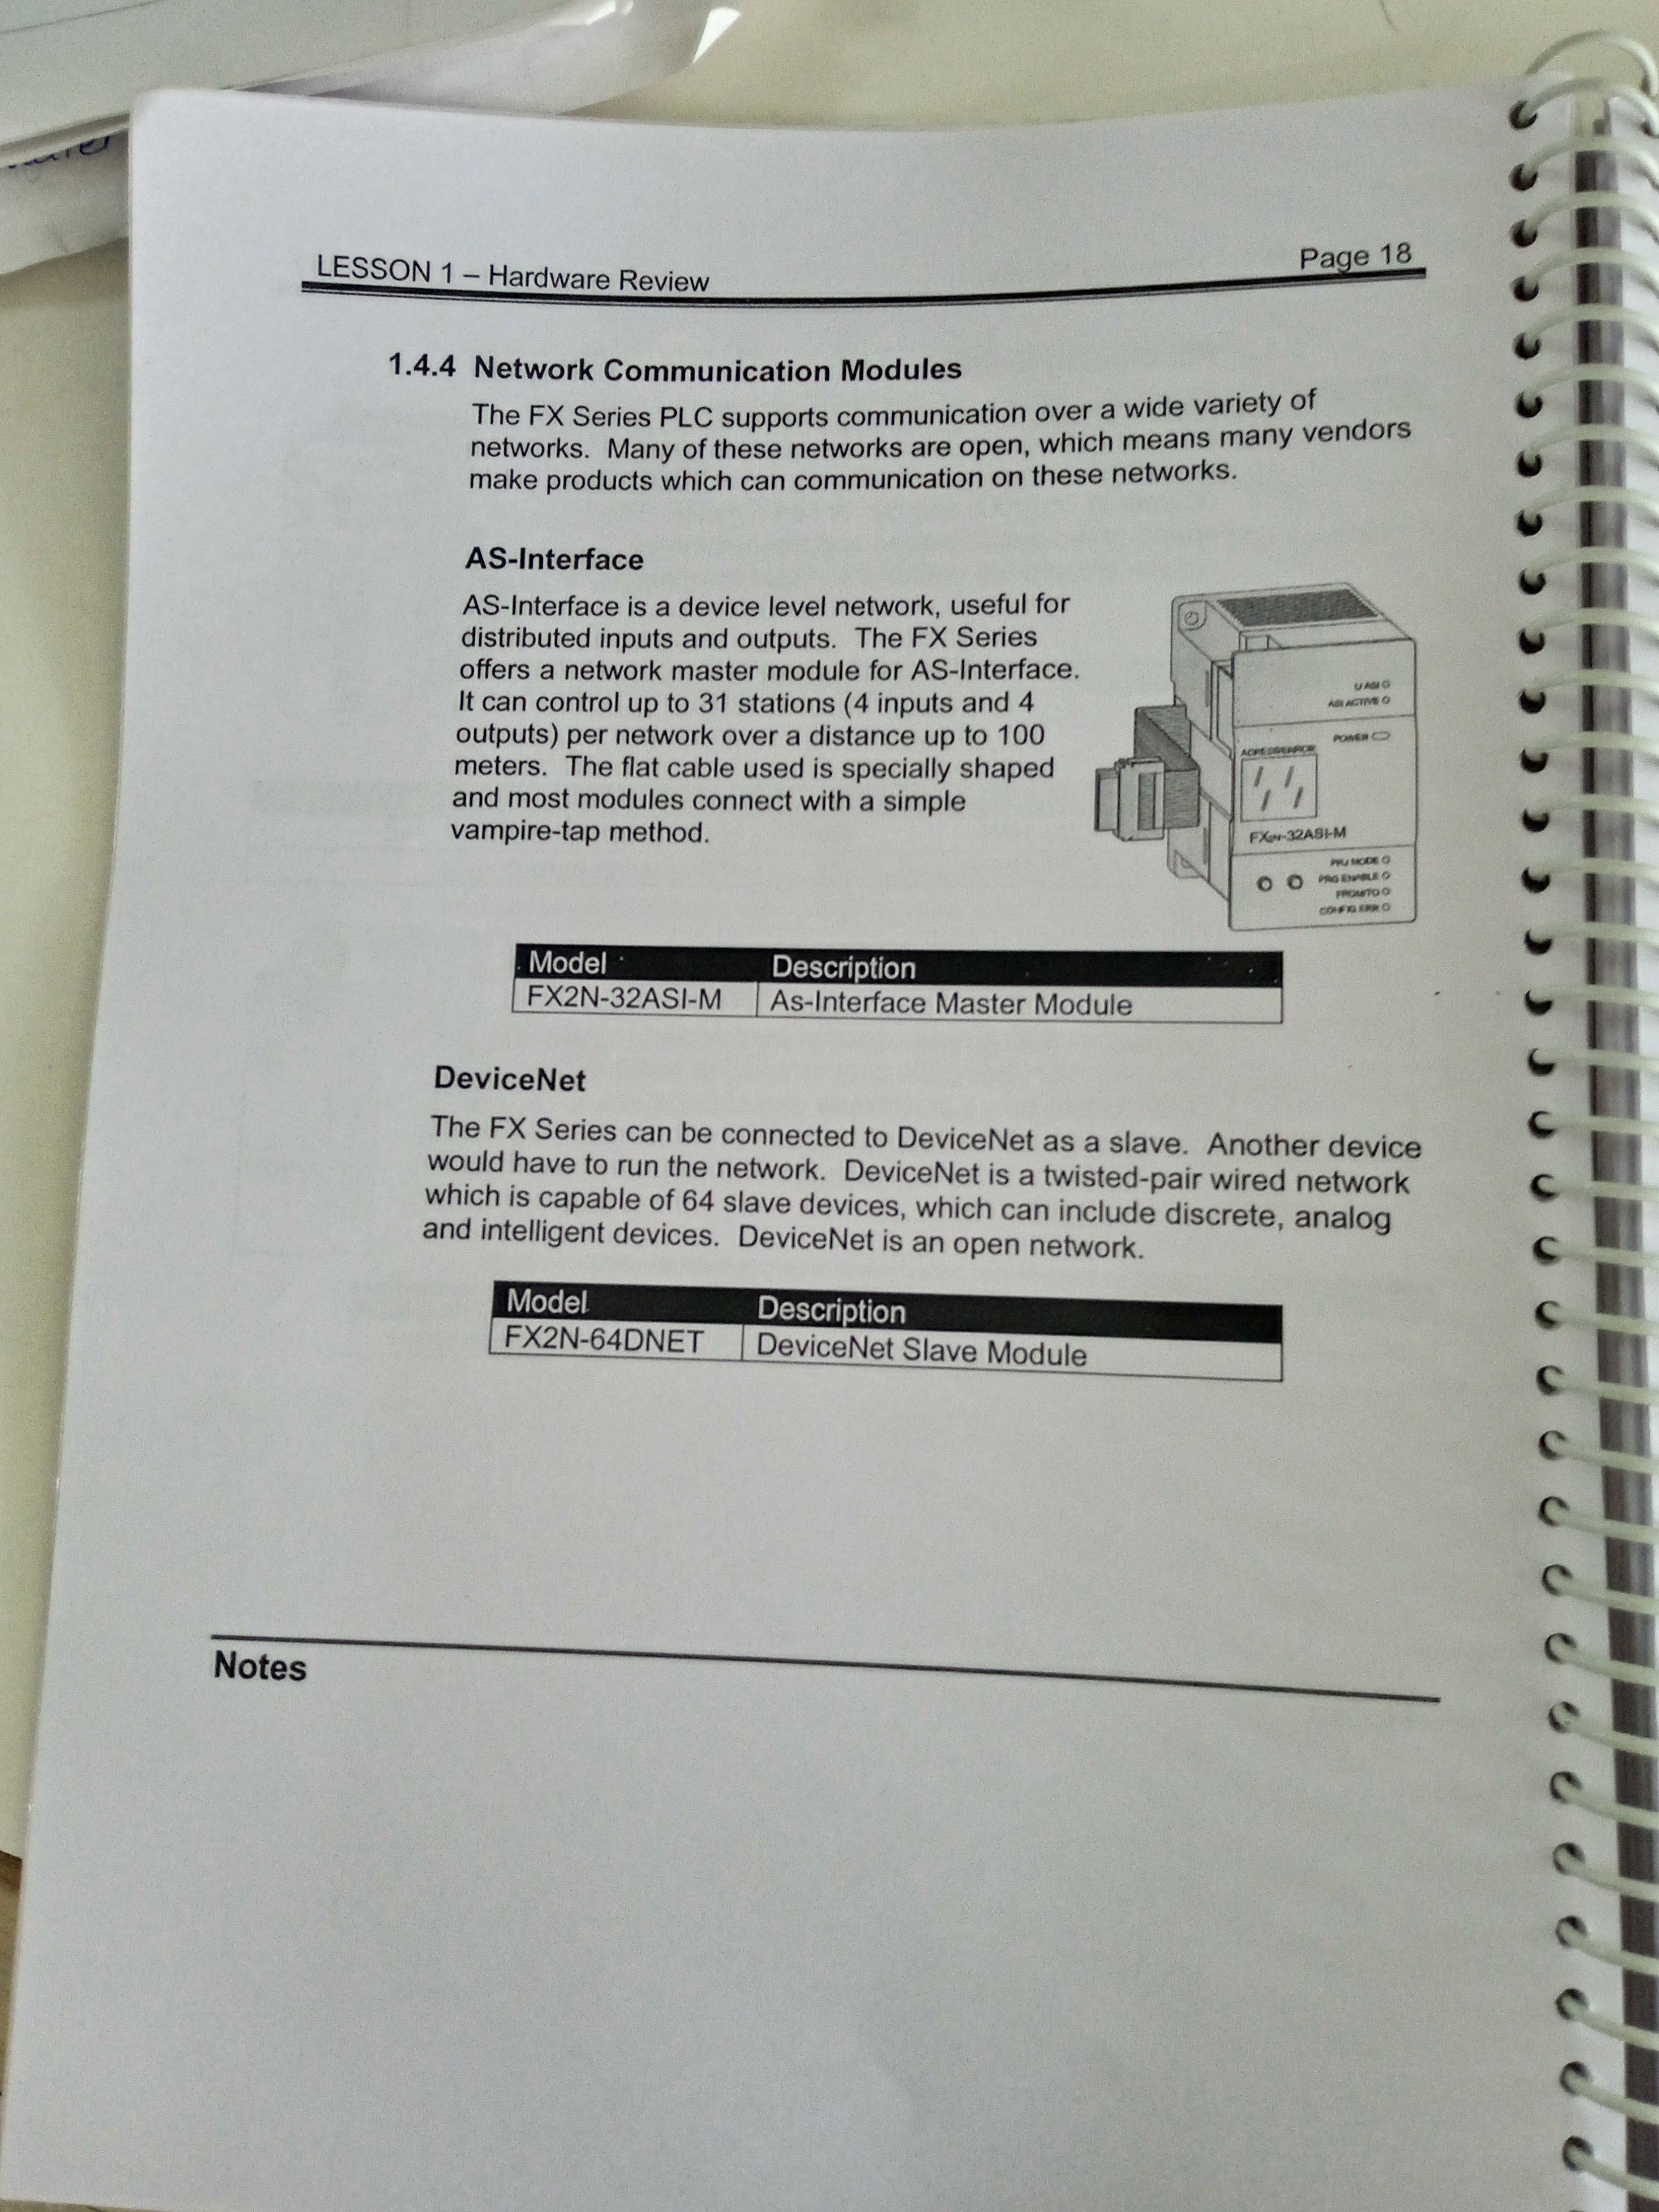 LESSON 1 – Hardware Review
Page 18
1.4.4 Network Communication Modules
The FX Series PLC supports communication over a wide variety of
networks. Many of these networks are open, which means many vendors
make products which can communication on these networks.
AS-Interface
AS-Interface is a device level network, useful for
distributed inputs and outputs. The FX Series
offers a network master module for AS-Interface.
It can control up to 31 stations (4 inputs and 4
outputs) per network over a distance up to 100
meters. The flat cable used is specially shaped
and most modules connect with a simple
vampire-tap method.
U ASI
ASI ACTIVE
POWER
FX2N-32ASI-M
PRG ENABLE
FROM/TO
CONFIG ERR
Model Description
FX2N-32ASI-M As-Interface Master Module
DeviceNet
The FX Series can be connected to DeviceNet as a slave. Another device
would have to run the network. DeviceNet is a twisted-pair wired network
which is capable of 64 slave devices, which can include discrete, analog
and intelligent devices. DeviceNet is an open network.
Model Description
FX2N-64DNET DeviceNet Slave Module
Notes